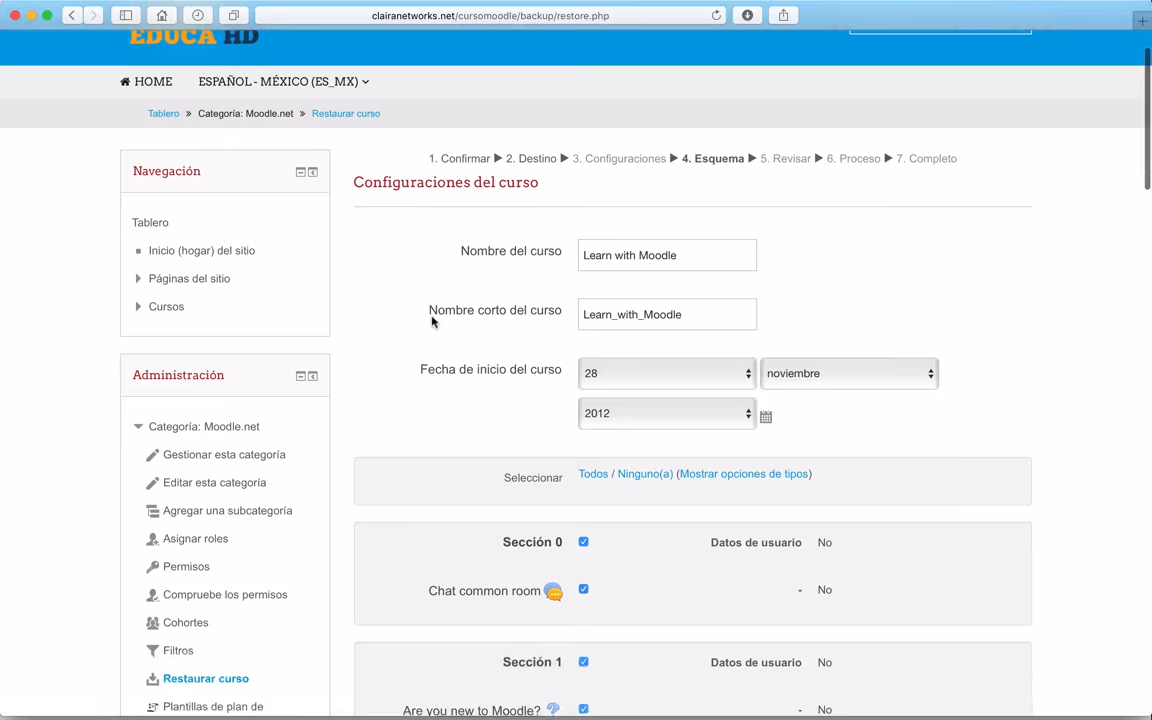 clairanetworks.net/cursomoodle/backup/restore.php
EDUCA HD
HOME ESPAÑOL - MÉXICO (ES_MX)
Tablero » Categoría: Moodle.net » Restaurar curso
Navegación
Tablero
Inicio (hogar) del sitio
Páginas del sitio
Cursos
Administración
Categoría: Moodle.net
Gestionar esta categoría
Editar esta categoría
Agregar una subcategoría
Asignar roles
Permisos
Compruebe los permisos
Cohortes
Filtros
Restaurar curso
Plantillas de plan de
1. Confirmar ► 2. Destino ► 3. Configuraciones ► 4. Esquema ► 5. Revisar ► 6. Proceso ► 7. Completo
Configuraciones del curso
Nombre del curso Learn with Moodle
Nombre corto del curso Learn_with_Moodle
Fecha de inicio del curso 28 noviembre
2012
Seleccionar Todos / Ninguno(a) (Mostrar opciones de tipos)
Sección 0 Datos de usuario No
Chat common room - No
Sección 1 Datos de usuario No
Are you new to Moodle? - No